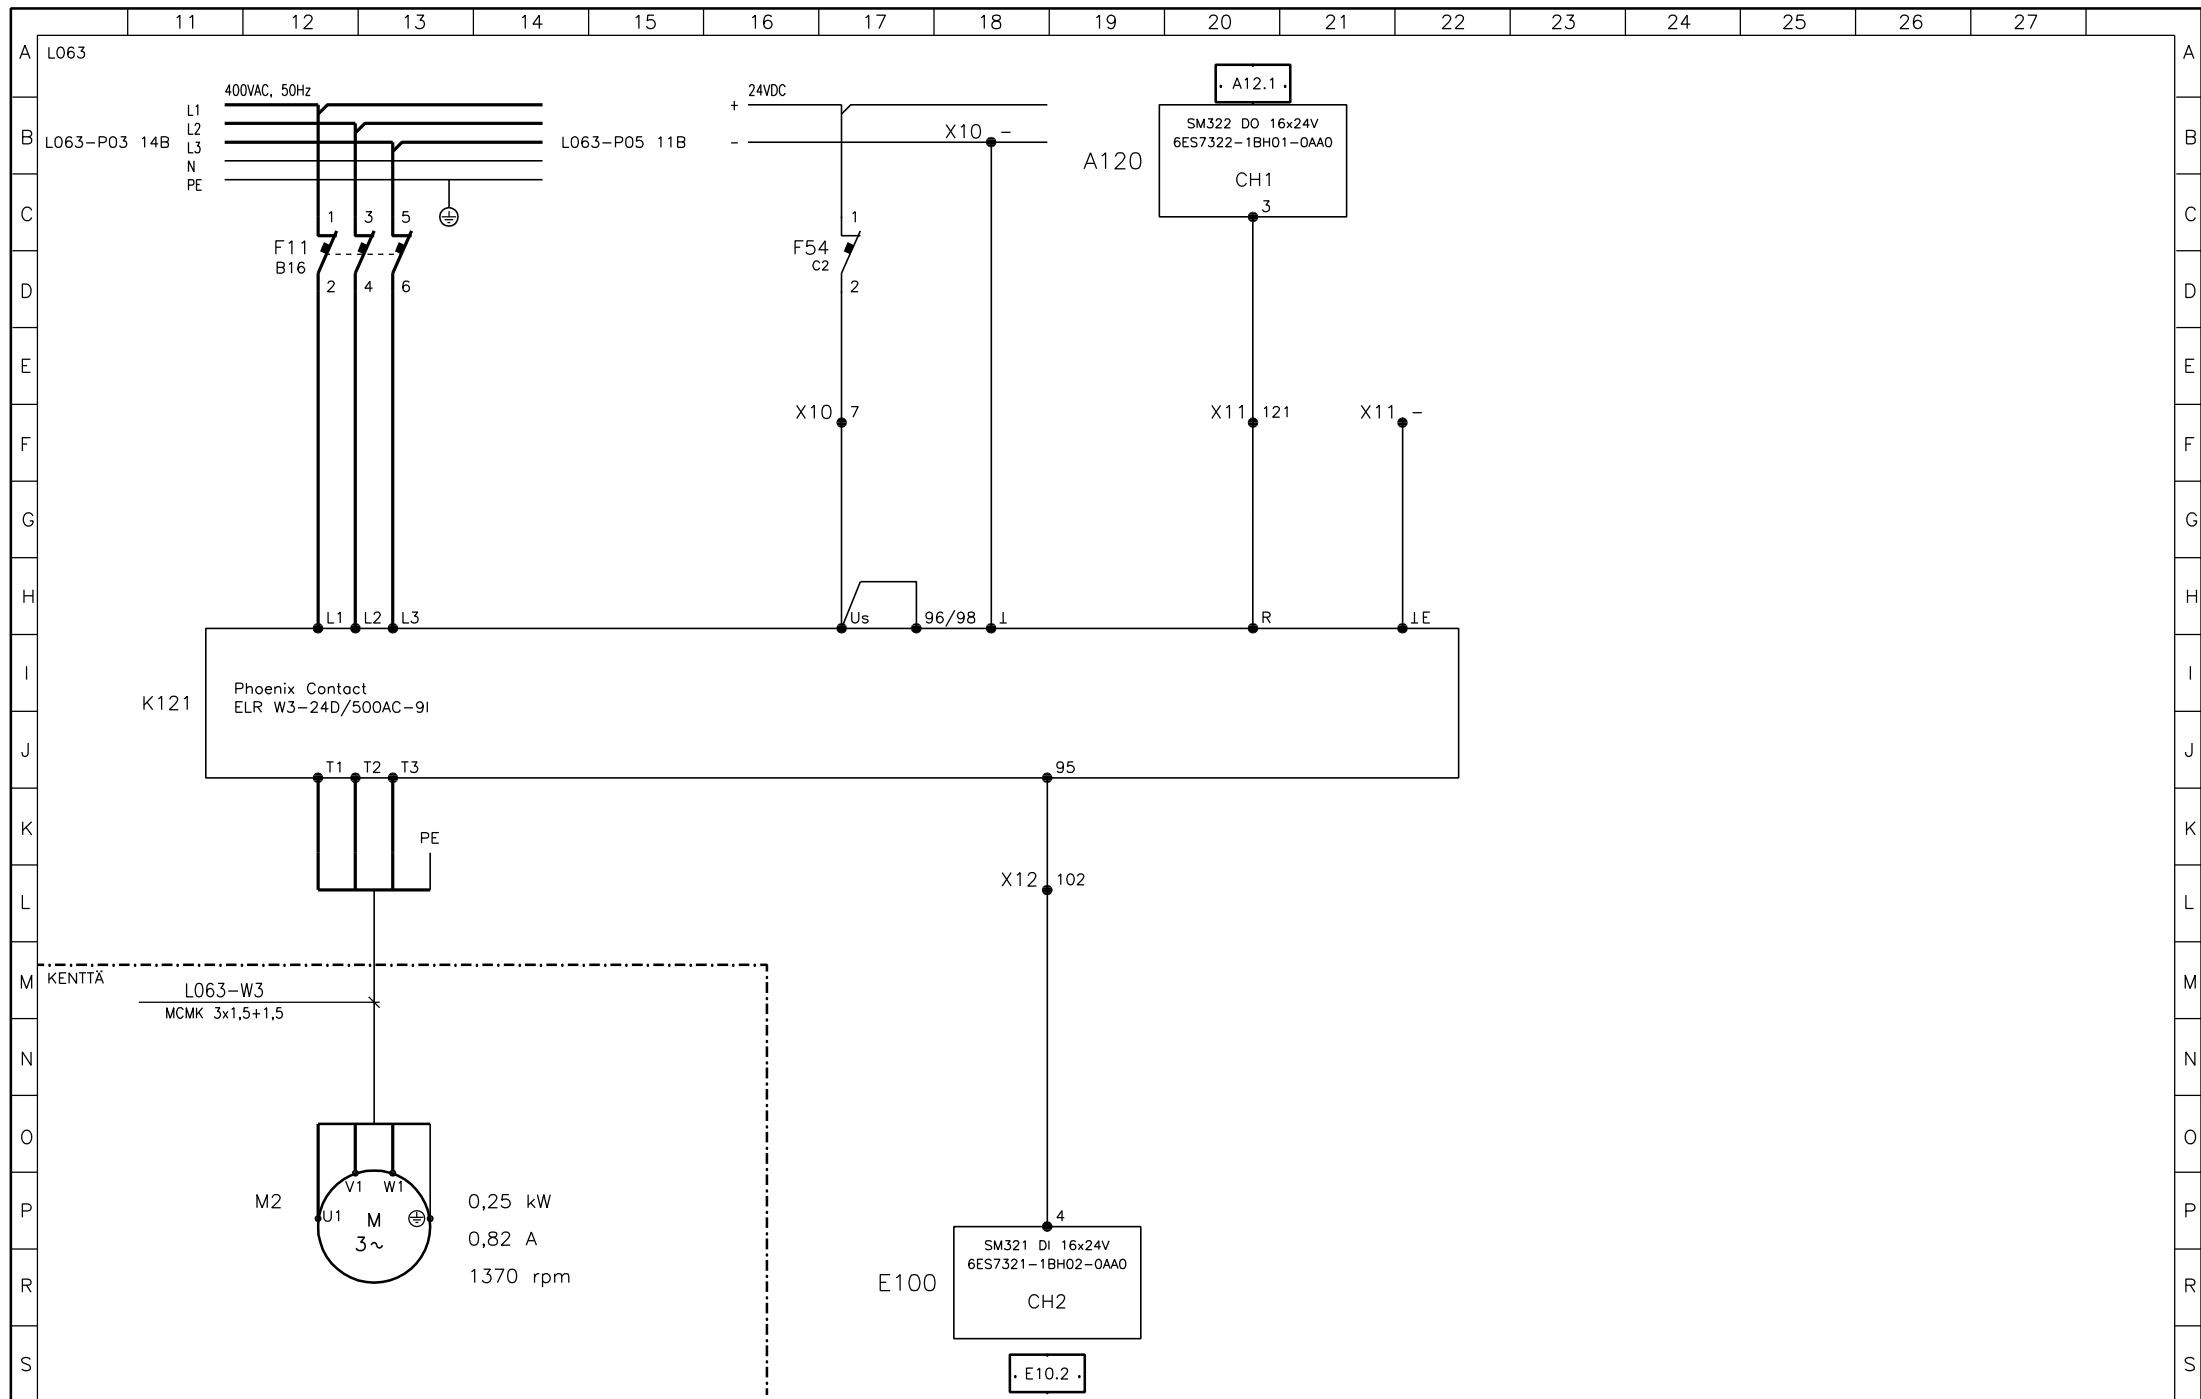 11 12 13 14 15 16 17 18 19 20 21 22 23 24 25 26 27
A L063 A
A12.1
400VAC, 50Hz 24VDC
L1 +
L2
B L063-P03 14B L3 L063-P05 11B - X10 - B
N
PE
A120
SM322 DO 16x24V
6ES7322-1BH01-0AA0
CH1
3
C 1 3 5 1 C
F11 F54
B16 C2
D 2 4 6 2 D
E E
X10 7 X11 121 X11 -
F F
G G
H H
L1 L2 L3 Us 96/98 ⊥ R ⊥E
I I
K121
Phoenix Contact
ELR W3-24D/500AC-9I
J J
T1 T2 T3 95
K PE K
X12 102
L L
M KENTTÄ M
L063-W3
MCMK 3x1,5+1,5
N N
O O
V1 W1
P M2 U1 M 0,25 kW 4 P
3~ 0,82 A
1370 rpm
SM321 DI 16x24V
6ES7321-1BH02-0AA0
R E100 CH2 R
S E10.2 S